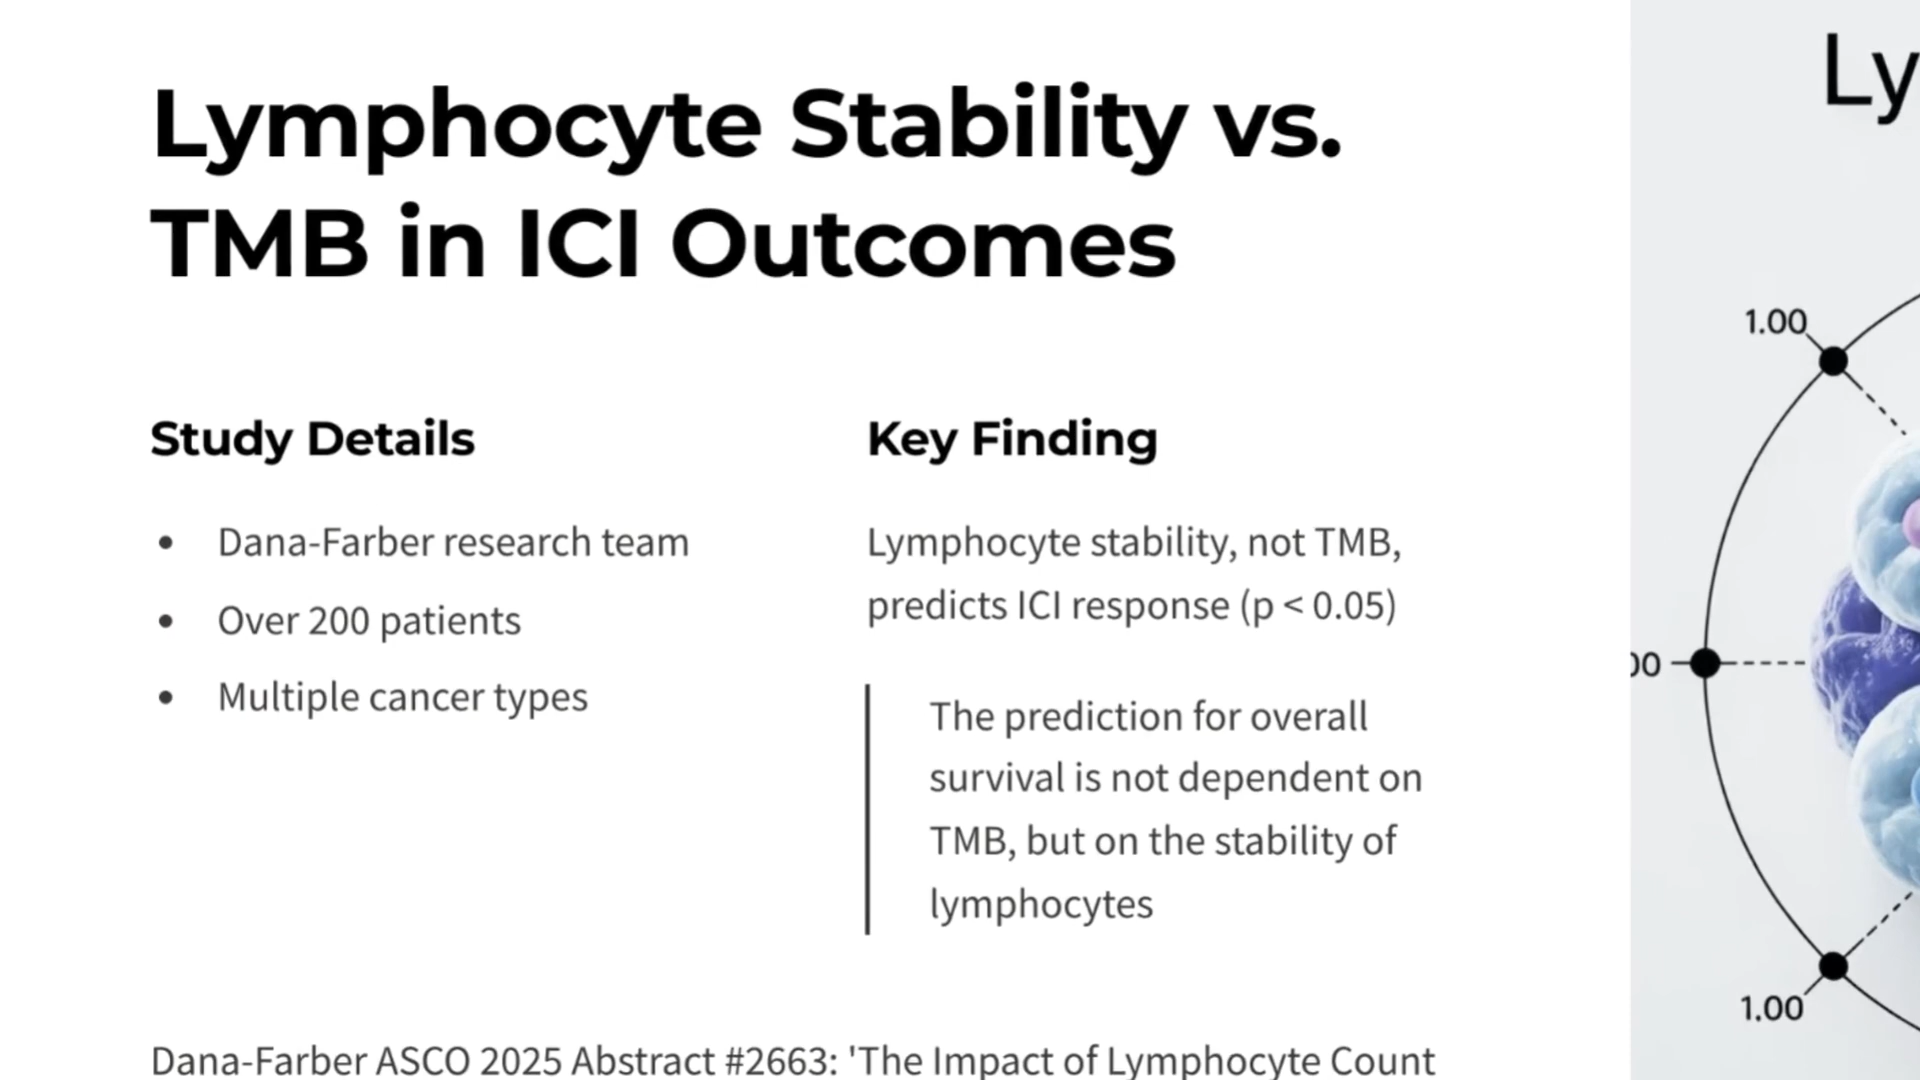 Lymphocyte Stability vs.
TMB in ICI Outcomes
Study Details
• Dana-Farber research team
• Over 200 patients
• Multiple cancer types
Key Finding
Lymphocyte stability, not TMB,
predicts ICI response (p < 0.05)
The prediction for overall
survival is not dependent on
TMB, but on the stability of
lymphocytes
Dana-Farber ASCO 2025 Abstract #2663: 'The Impact of Lymphocyte Count
Ly
1.00
00
1.00